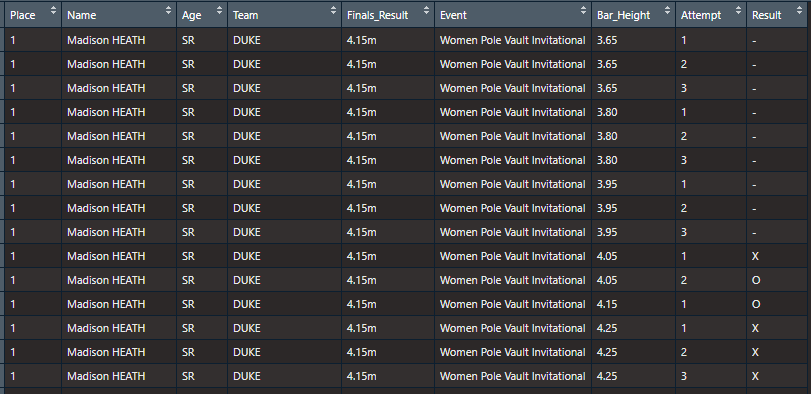 Place Name Age Team Finals_Result Event Bar_Height Attempt Result
1 Madison HEATH SR DUKE 4.15m Women Pole Vault Invitational 3.65 1 -
1 Madison HEATH SR DUKE 4.15m Women Pole Vault Invitational 3.65 2 -
1 Madison HEATH SR DUKE 4.15m Women Pole Vault Invitational 3.65 3 -
1 Madison HEATH SR DUKE 4.15m Women Pole Vault Invitational 3.80 1 -
1 Madison HEATH SR DUKE 4.15m Women Pole Vault Invitational 3.80 2 -
1 Madison HEATH SR DUKE 4.15m Women Pole Vault Invitational 3.80 3 -
1 Madison HEATH SR DUKE 4.15m Women Pole Vault Invitational 3.95 1 -
1 Madison HEATH SR DUKE 4.15m Women Pole Vault Invitational 3.95 2 -
1 Madison HEATH SR DUKE 4.15m Women Pole Vault Invitational 3.95 3 -
1 Madison HEATH SR DUKE 4.15m Women Pole Vault Invitational 4.05 1 X
1 Madison HEATH SR DUKE 4.15m Women Pole Vault Invitational 4.05 2 O
1 Madison HEATH SR DUKE 4.15m Women Pole Vault Invitational 4.15 1 O
1 Madison HEATH SR DUKE 4.15m Women Pole Vault Invitational 4.25 1 X
1 Madison HEATH SR DUKE 4.15m Women Pole Vault Invitational 4.25 2 X
1 Madison HEATH SR DUKE 4.15m Women Pole Vault Invitational 4.25 3 X